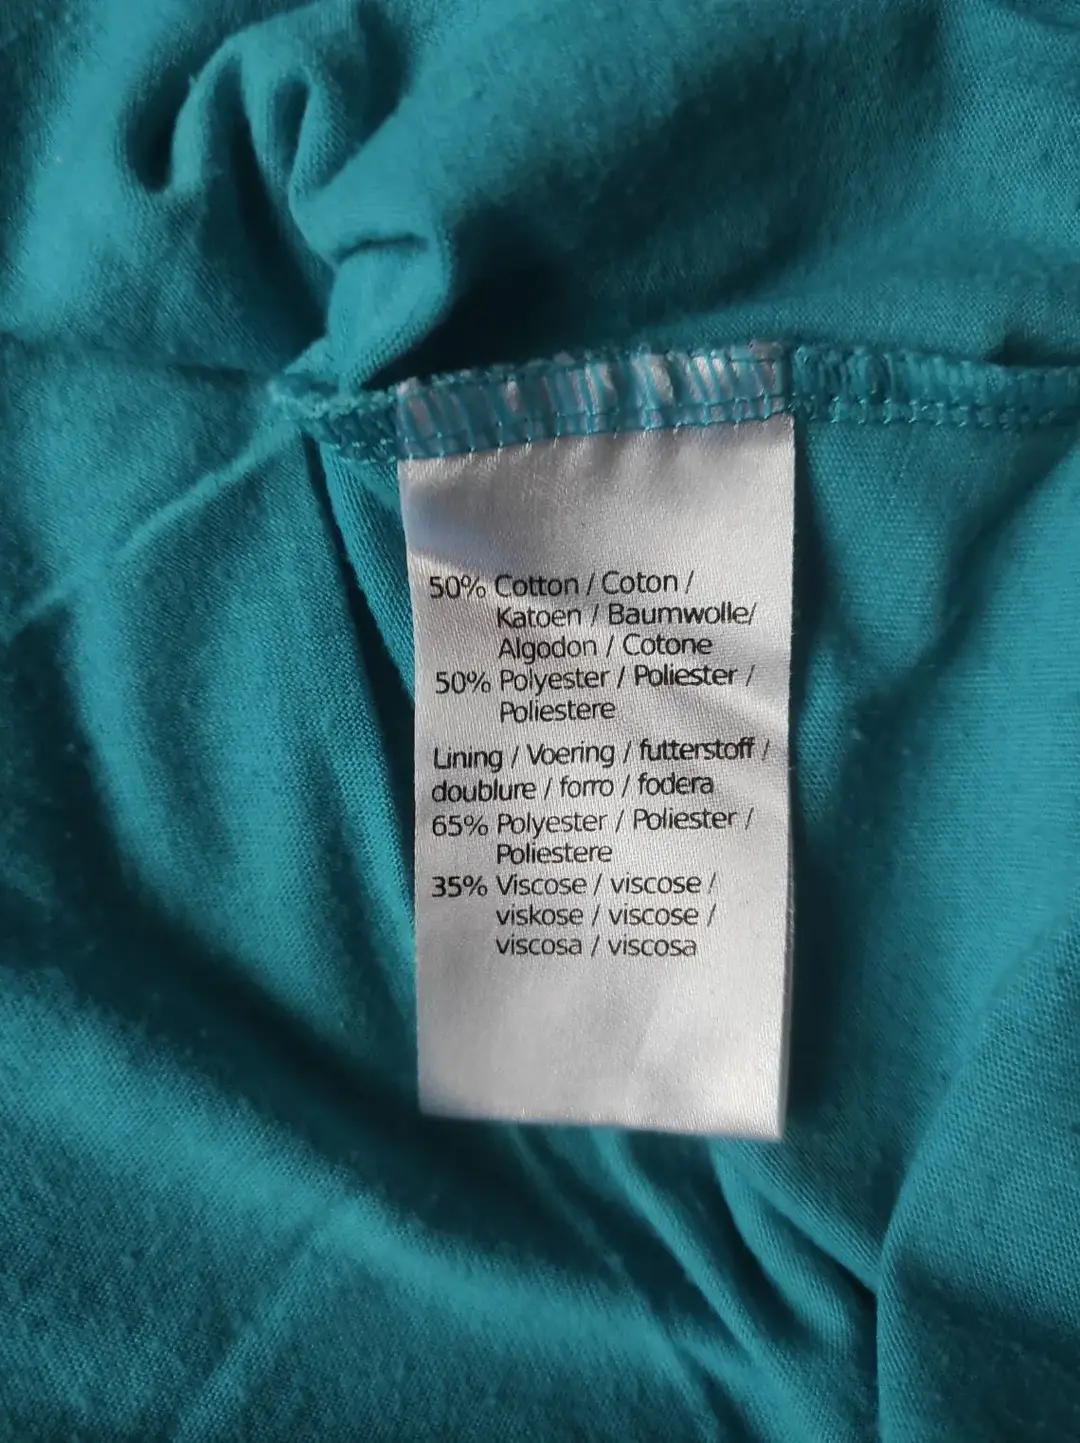 50% Cotton / Coton /
Katoen / Baumwolle/
Algodon / Cotone
50% Polyester / Poliester /
Poliestere
Lining / Voering / futterstoff /
doublure / forro / fodera
65% Polyester / Poliester /
Poliestere
35% Viscose / viscose /
viskose / viscose /
viscosa / viscosa